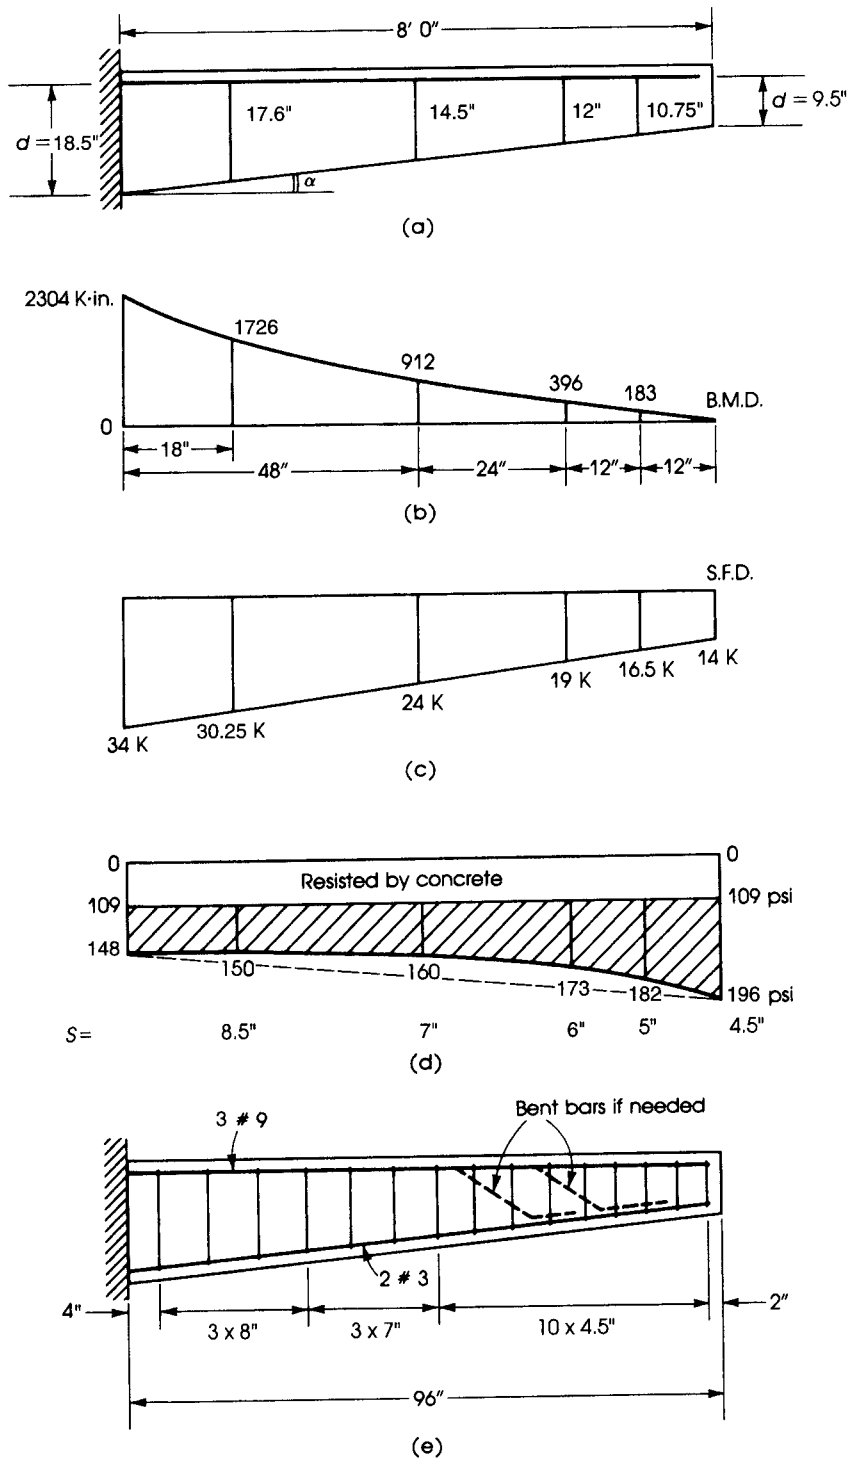 8' 0"
d = 18.5"
17.6"
14.5"
12"
10.75"
d = 9.5"
α
(a)
2304 K·in.
1726
912
396
183
B.M.D.
0
18"
48"
24"
12"
12"
(b)
S.F.D.
34 K
30.25 K
24 K
19 K
16.5 K
14 K
(c)
0
0
Resisted by concrete
109
109 psi
148
150
160
173
182
196 psi
S=
8.5"
7"
6"
5"
4.5"
(d)
3 # 9
Bent bars if needed
2 # 3
4"
3 x 8"
3 x 7"
10 x 4.5"
2"
96"
(e)